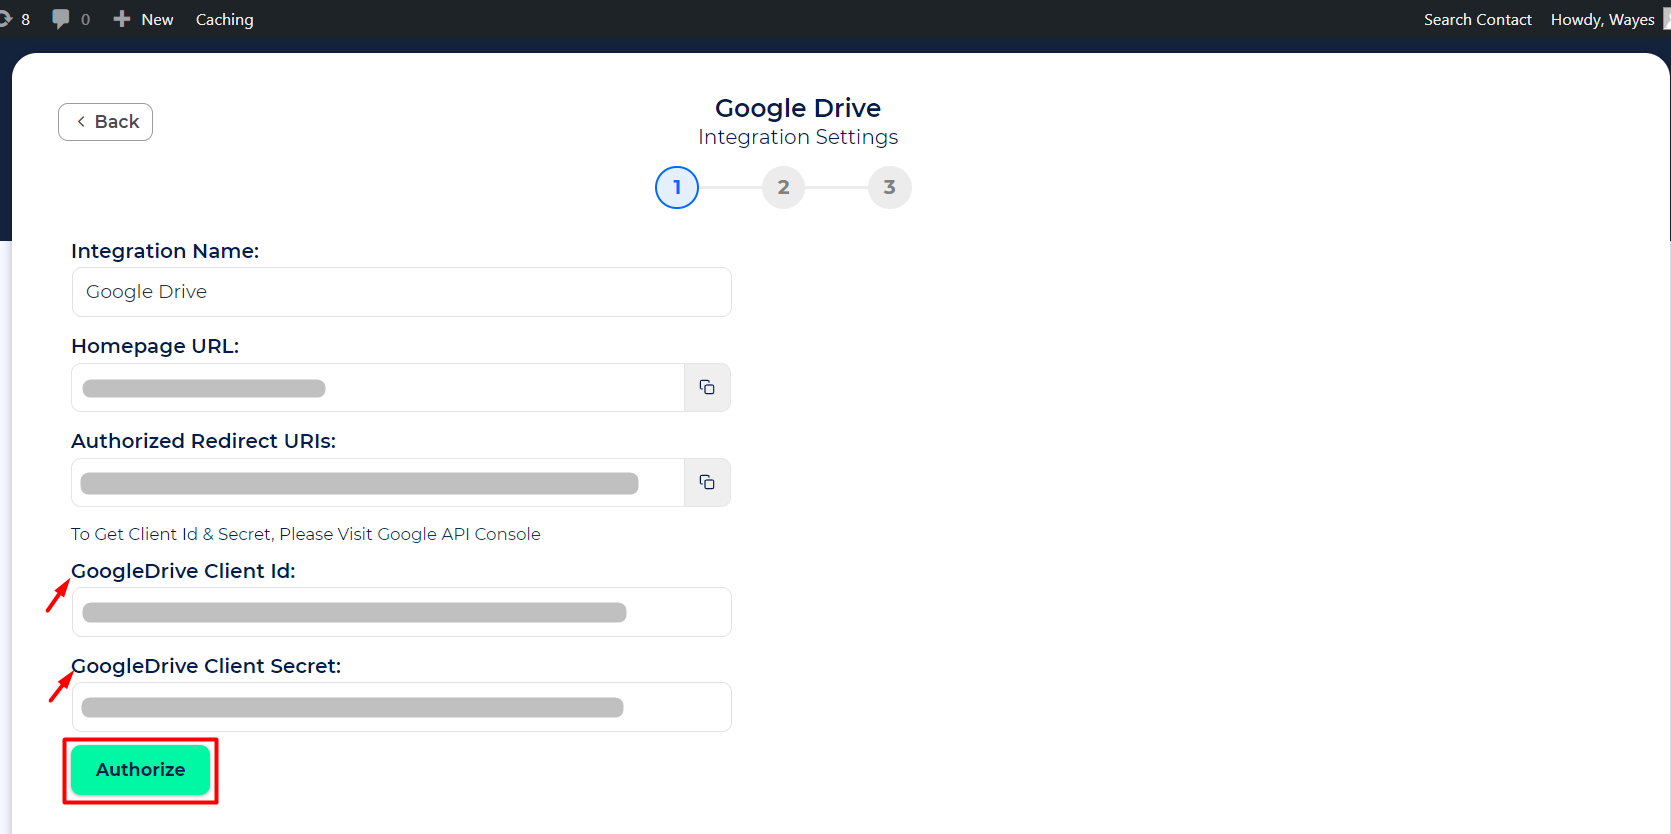 8 0 New Caching Search Contact Howdy, Wayes
Back
Google Drive
Integration Settings
1 2 3
Integration Name:
Google Drive
Homepage URL:
Authorized Redirect URIs:
To Get Client Id & Secret, Please Visit Google API Console
GoogleDrive Client Id:
GoogleDrive Client Secret:
Authorize